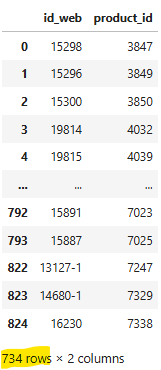 id_web product_id
0 15298 3847
1 15296 3849
2 15300 3850
3 19814 4032
4 19815 4039
... ... ...
792 15891 7023
793 15887 7025
822 13127-1 7247
823 14680-1 7329
824 16230 7338
734 rows × 2 columns